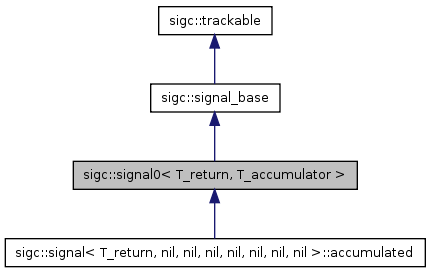 sigc::trackable
sigc::signal_base
sigc::signal0< T_return, T_accumulator >
sigc::signal< T_return, nil, nil, nil, nil, nil, nil, nil >::accumulated